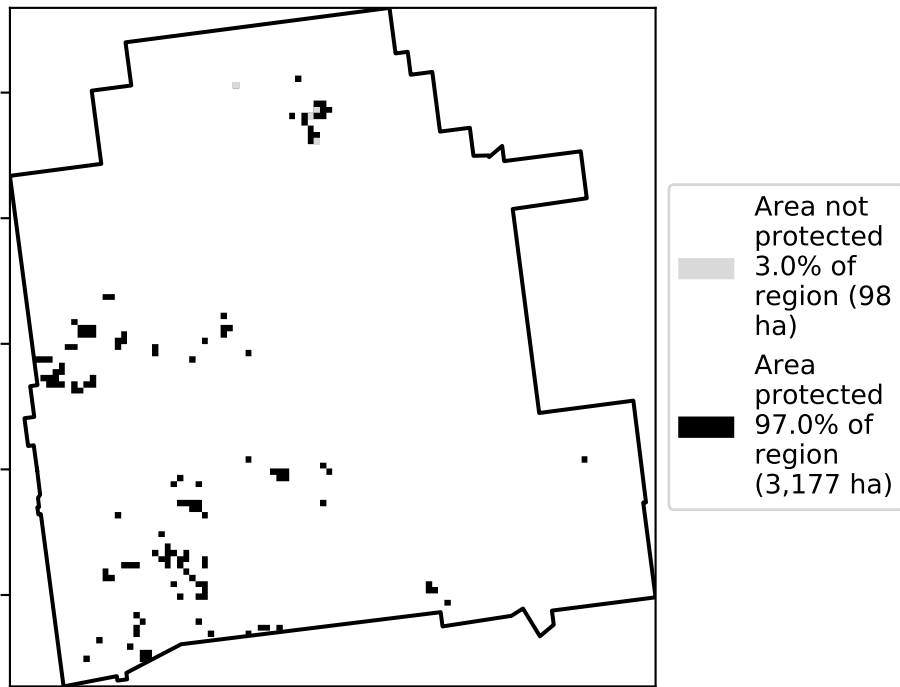 Area not
protected
3.0% of
region (98
ha)
Area
protected
97.0% of
region
(3,177 ha)